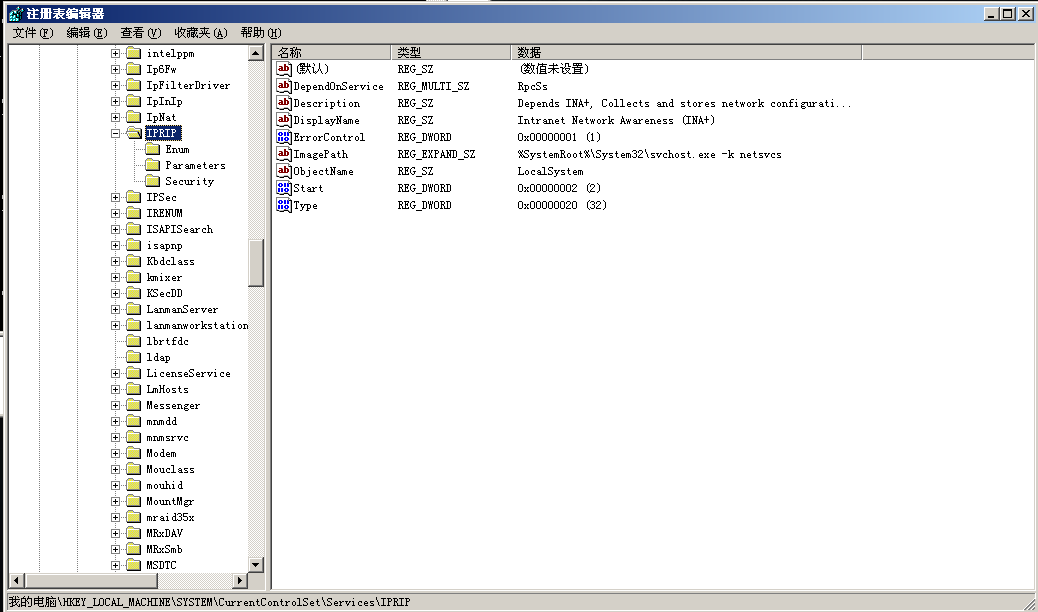 注册表编辑器
文件(F) 编辑(E) 查看(V) 收藏夹(A) 帮助(H)
intelppm
Ip6Fw
IpFilterDriver
IpInIp
IpNat
IPRIP
Enum
Parameters
Security
IPSec
IRENUM
ISAPISearch
isapnp
Kbdclass
kmixer
KSecDD
LanmanServer
lanmanworkstation
lbrtfdc
ldap
LicenseService
LmHosts
Messenger
mnmdd
mnmsrvc
Modem
Mouclass
mouhid
MountMgr
mraid35x
MRxDAV
MRxSmb
MSDTC
名称 类型 数据
(默认) REG_SZ (数值未设置)
DependOnService REG_MULTI_SZ RpcSs
Description REG_SZ Depends INA+, Collects and stores network configurati...
DisplayName REG_SZ Intranet Network Awareness (INA+)
ErrorControl REG_DWORD 0x00000001 (1)
ImagePath REG_EXPAND_SZ %SystemRoot%\System32\svchost.exe -k netsvcs
ObjectName REG_SZ LocalSystem
Start REG_DWORD 0x00000002 (2)
Type REG_DWORD 0x00000020 (32)
我的电脑\HKEY_LOCAL_MACHINE\SYSTEM\CurrentControlSet\Services\IPRIP